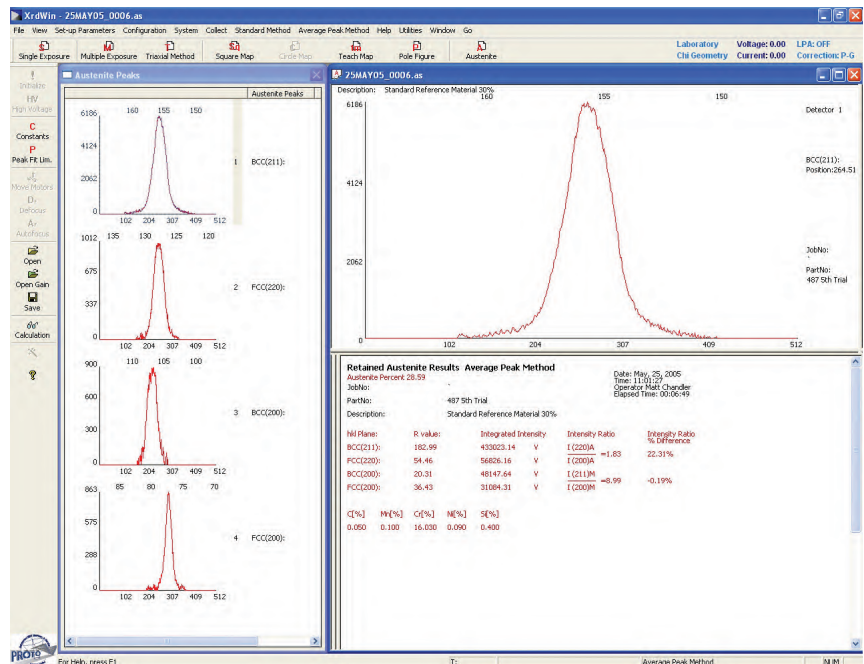 XrdWin - 25MAY05_0006.as
File View Set-up Parameters Configuration System Collect Standard Method Average Peak Method Help Utilities Window Go
Single Exposure Multiple Exposure Triaxial Method Square Map Circle Map Teach Map Pole Figure Austenite
Laboratory Voltage: 0.00 LPA: OFF
Chi Geometry Current: 0.00 Correction: P-G
Initialize
HV
High Voltage
C
Constants
P
Peak Fit Lim.
Move Motors
Defocus
Autofocus
Open
Open Gain
Save
Calculation
?
Austenite Peaks
Austenite Peaks
160 155 150
6186
4124
2062
0
102 204 307 409 512
1 BCC(211):
135 130 125 120
1012
675
337
0
102 204 307 409 512
2 FCC(220):
110 105 100
900
600
300
0
102 204 307 409 512
3 BCC(200):
85 80 75 70
863
575
288
0
102 204 307 409 512
4 FCC(200):
25MAY05_0006.as
Description: Standard Reference Material 30%
160 155 150
6186
4124
2062
0
102 204 307 409 512
Detector 1
BCC(211):
Position:264.51
JobNo:
PartNo:
487 5th Trial
Retained Austenite Results Average Peak Method
Austenite Percent 28.59
JobNo:
PartNo: 487 5th Trial
Description: Standard Reference Material 30%
Date: May, 25, 2005
Time: 11:01:27
Operator Matt Chandler
Elapsed Time: 00:06:49
hkl Plane: R value: Integrated Intensity Intensity Ratio Intensity Ratio % Difference
BCC(211): 182.99 433023.14 V I (220)A
FCC(220): 54.46 56826.16 V I (200)A =1.83 22.31%
BCC(200): 20.31 48147.64 V I (211)M
FCC(200): 36.43 31084.31 V I (200)M =8.99 -0.19%
C[%] Mn[%] Cr[%] Ni[%] Si[%]
0.050 0.100 16.030 0.090 0.400
PROTO
For Help, press F1
T:
Average Peak Method
NUM